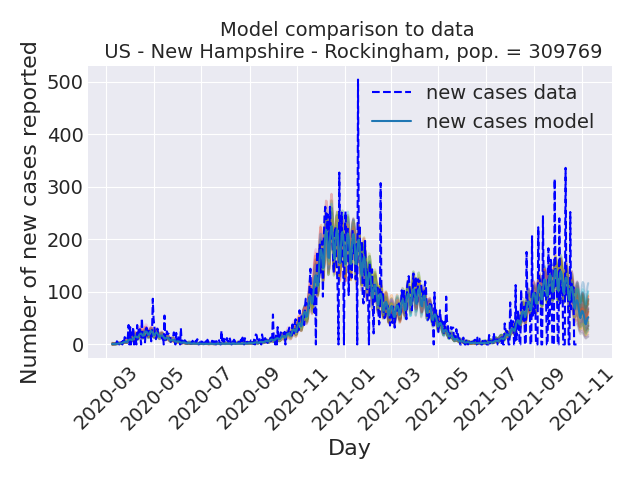 Model comparison to data
US - New Hampshire - Rockingham, pop. = 309769
Number of new cases reported
500
400
300
200
100
0
new cases data
new cases model
2020-03
2020-05
2020-07
2020-09
2020-11
2021-01
2021-03
2021-05
2021-07
2021-09
2021-11
Day